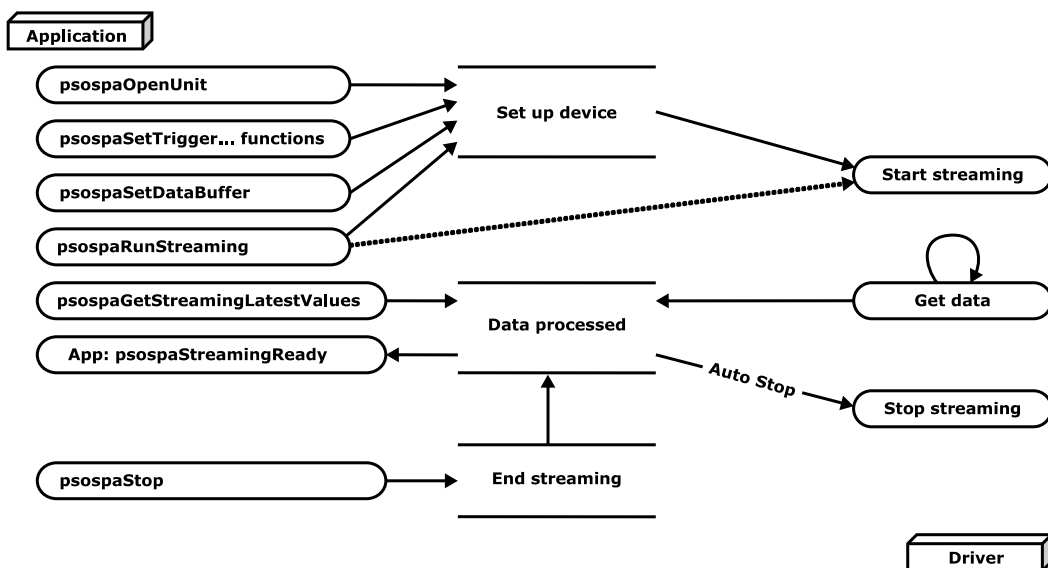 Application
psospaOpenUnit
Set up device
psospaSetTrigger... functions
Start streaming
psospaSetDataBuffer
psospaRunStreaming
psospaGetStreamingLatestValues
Get data
Data processed
App: psospaStreamingReady
Auto Stop
Stop streaming
psospaStop
End streaming
Driver